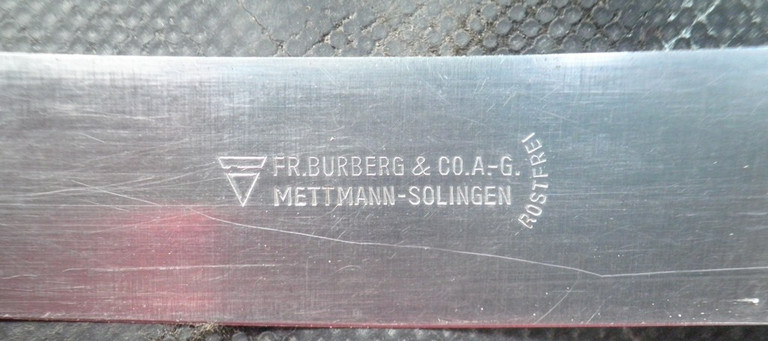 FR.BURBERG & CO.A.-G.
METTMANN-SOLINGEN
ROSTFREI